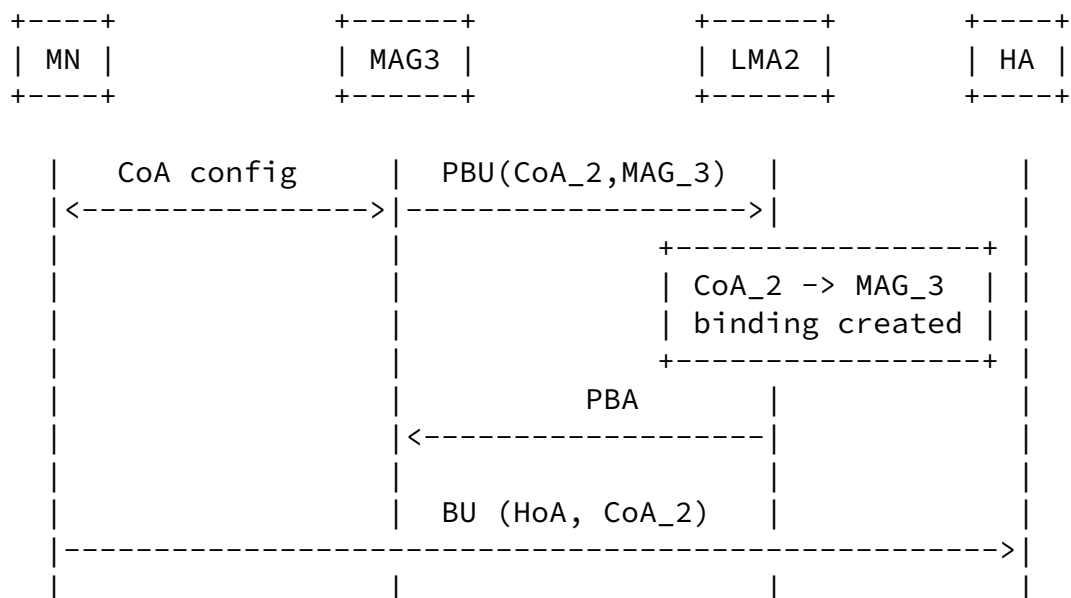 MN MAG3 LMA2 HA
CoA config PBU(CoA_2,MAG_3)
CoA_2 -> MAG_3
binding created
PBA
BU (HoA, CoA_2)